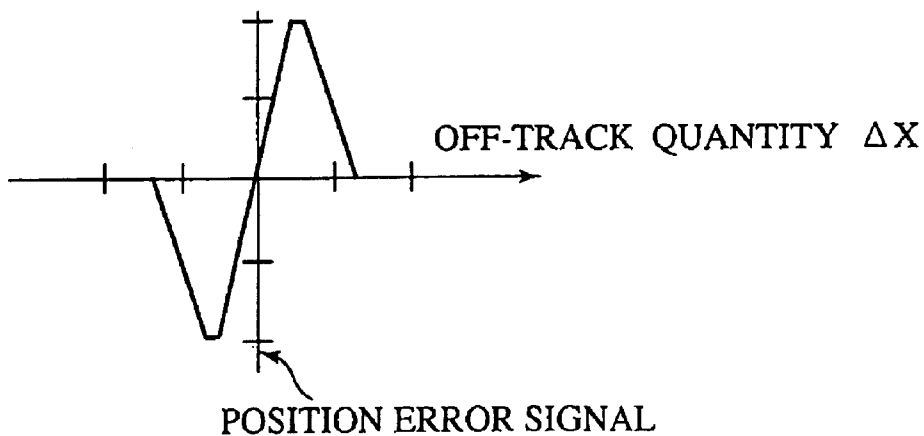 OFF-TRACK QUANTITY ΔX
POSITION ERROR SIGNAL